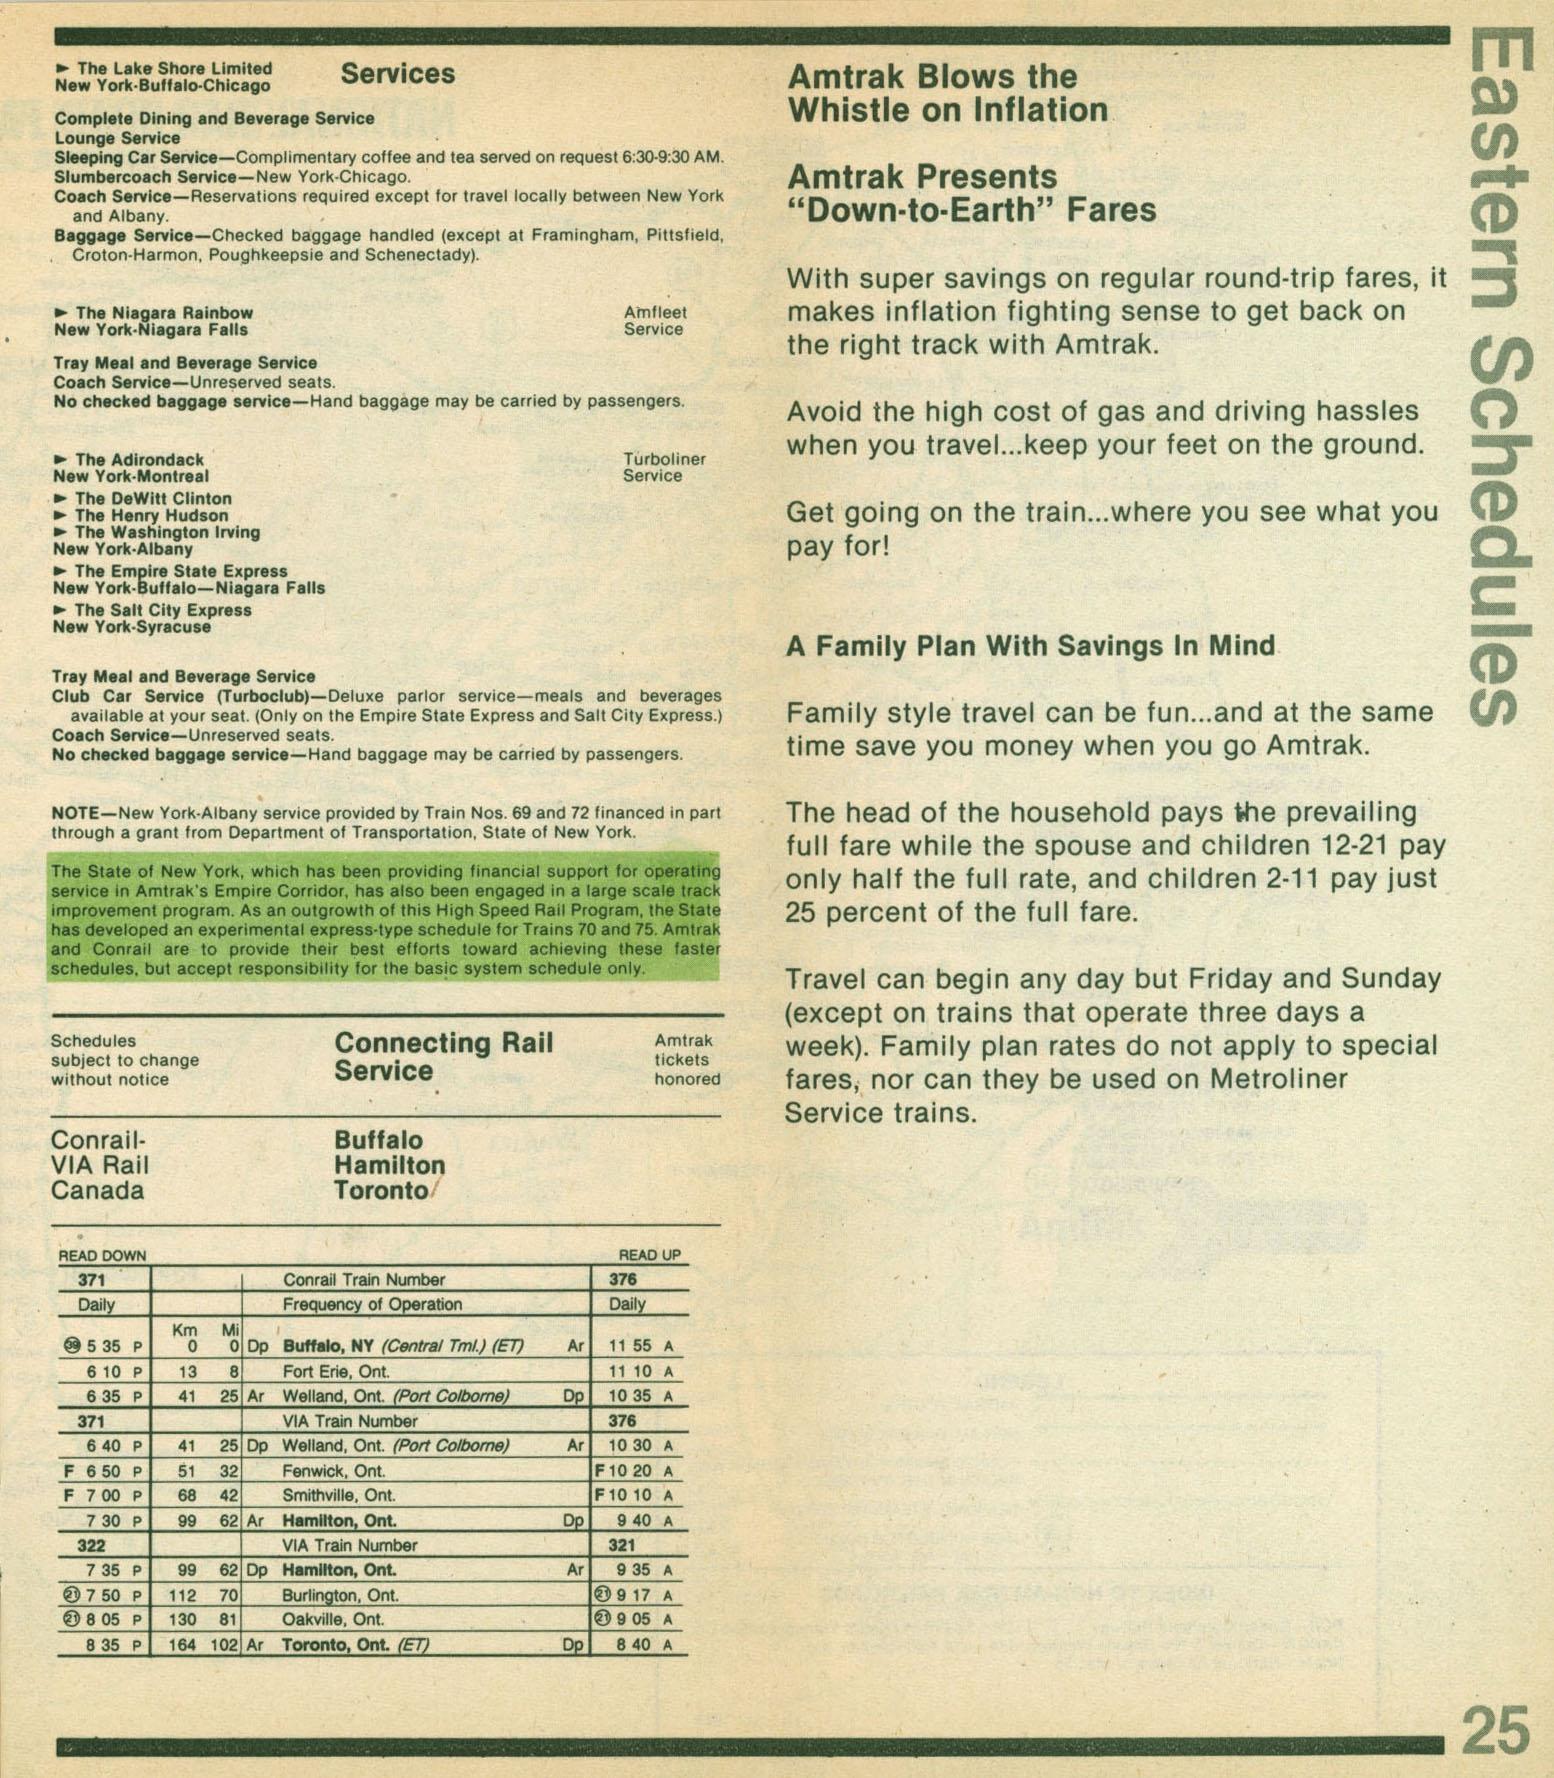 ► The Lake Shore Limited
New York-Buffalo-Chicago
Services
Complete Dining and Beverage Service
Lounge Service
Sleeping Car Service—Complimentary coffee and tea served on request 6:30-9:30 AM.
Slumbercoach Service—New York-Chicago.
Coach Service—Reservations required except for travel locally between New York
and Albany.
Baggage Service—Checked baggage handled (except at Framingham, Pittsfield,
Croton-Harmon, Poughkeepsie and Schenectady).
► The Niagara Rainbow
New York-Niagara Falls
Amfleet
Service
Tray Meal and Beverage Service
Coach Service—Unreserved seats.
No checked baggage service—Hand baggage may be carried by passengers.
► The Adirondack
New York-Montreal
Turboliner
Service
► The DeWitt Clinton
► The Henry Hudson
► The Washington Irving
New York-Albany
► The Empire State Express
New York-Buffalo—Niagara Falls
► The Salt City Express
New York-Syracuse
Tray Meal and Beverage Service
Club Car Service (Turboclub)—Deluxe parlor service—meals and beverages
available at your seat. (Only on the Empire State Express and Salt City Express.)
Coach Service—Unreserved seats.
No checked baggage service—Hand baggage may be carried by passengers.
NOTE—New York-Albany service provided by Train Nos. 69 and 72 financed in part
through a grant from Department of Transportation, State of New York.
The State of New York, which has been providing financial support for operating
service in Amtrak's Empire Corridor, has also been engaged in a large scale track
improvement program. As an outgrowth of this High Speed Rail Program, the State
has developed an experimental express-type schedule for Trains 70 and 75. Amtrak
and Conrail are to provide their best efforts toward achieving these faster
schedules, but accept responsibility for the basic system schedule only.
Schedules
subject to change
without notice
Connecting Rail
Service
Amtrak
tickets
honored
Conrail-
VIA Rail
Canada
Buffalo
Hamilton
Toronto
READ DOWN READ UP
371 Conrail Train Number 376
Daily Frequency of Operation Daily
Km Mi
㊴ 5 35 P 0 0 Dp Buffalo, NY (Central Tml.) (ET) Ar 11 55 A
6 10 P 13 8 Fort Erie, Ont. 11 10 A
6 35 P 41 25 Ar Welland, Ont. (Port Colborne) Dp 10 35 A
371 VIA Train Number 376
6 40 P 41 25 Dp Welland, Ont. (Port Colborne) Ar 10 30 A
F 6 50 P 51 32 Fenwick, Ont. F 10 20 A
F 7 00 P 68 42 Smithville, Ont. F 10 10 A
7 30 P 99 62 Ar Hamilton, Ont. Dp 9 40 A
322 VIA Train Number 321
7 35 P 99 62 Dp Hamilton, Ont. Ar 9 35 A
㉑ 7 50 P 112 70 Burlington, Ont. ㉑ 9 17 A
㉑ 8 05 P 130 81 Oakville, Ont. ㉑ 9 05 A
8 35 P 164 102 Ar Toronto, Ont. (ET) Dp 8 40 A
Amtrak Blows the
Whistle on Inflation
Amtrak Presents
“Down-to-Earth” Fares
With super savings on regular round-trip fares, it
makes inflation fighting sense to get back on
the right track with Amtrak.
Avoid the high cost of gas and driving hassles
when you travel...keep your feet on the ground.
Get going on the train...where you see what you
pay for!
A Family Plan With Savings In Mind
Family style travel can be fun...and at the same
time save you money when you go Amtrak.
The head of the household pays the prevailing
full fare while the spouse and children 12-21 pay
only half the full rate, and children 2-11 pay just
25 percent of the full fare.
Travel can begin any day but Friday and Sunday
(except on trains that operate three days a
week). Family plan rates do not apply to special
fares, nor can they be used on Metroliner
Service trains.
Eastern Schedules
25